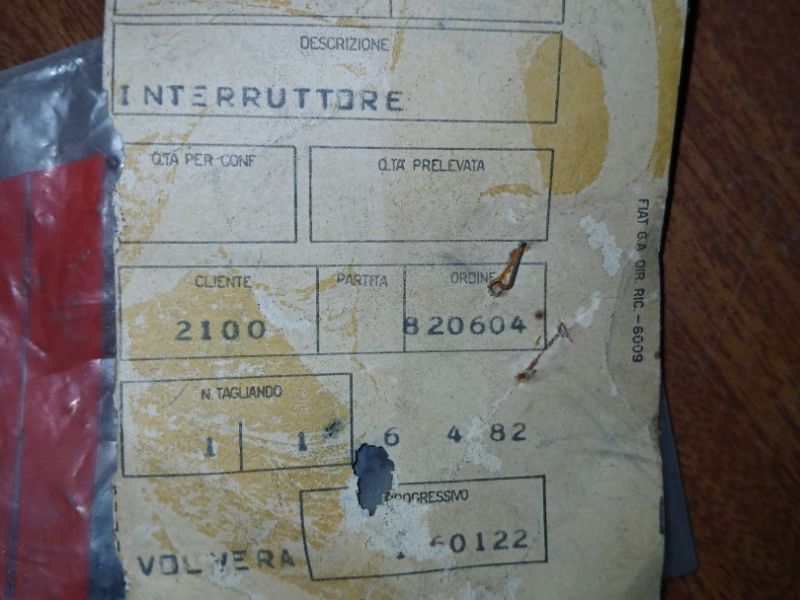 DESCRIZIONE
INTERRUTTORE
Q.TA PER CONF Q.TA' PRELEVATA
CLIENTE PARTITA ORDINE
2100 820604
N. TAGLIANDO
1 1 6 4 82
PROGRESSIVO
60122
VOLVERA
FIAT G.A DIR. RIC. - 6009